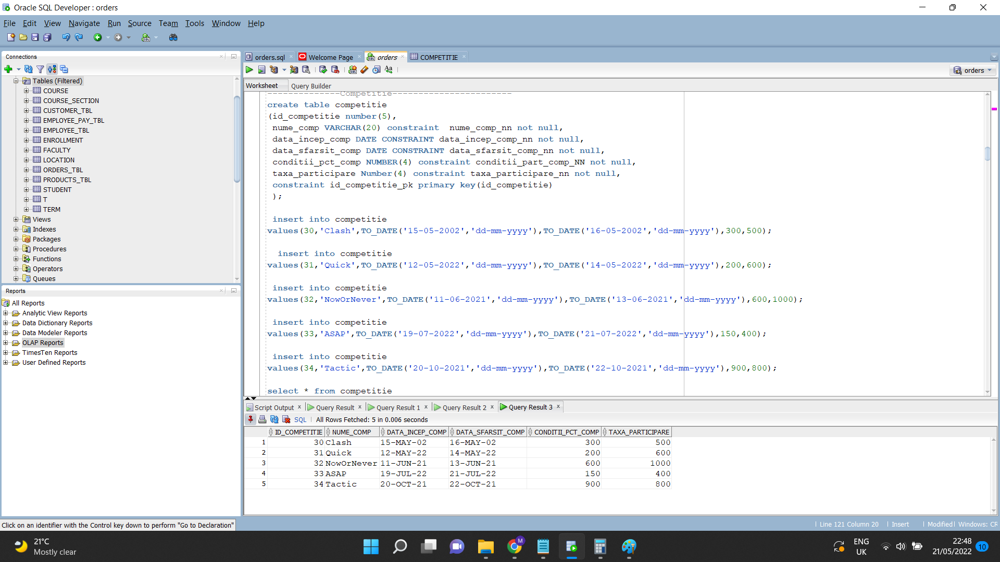 Oracle SQL Developer : orders
File Edit View Navigate Run Source Team Tools Window Help
Connections
Tables (Filtered)
COURSE
COURSE_SECTION
CUSTOMER_TBL
EMPLOYEE_PAY_TBL
EMPLOYEE_TBL
ENROLLMENT
FACULTY
LOCATION
ORDERS_TBL
PRODUCTS_TBL
STUDENT
T
TERM
Views
Indexes
Packages
Procedures
Functions
Operators
Queues
Reports
All Reports
Analytic View Reports
Data Dictionary Reports
Data Modeler Reports
OLAP Reports
TimesTen Reports
User Defined Reports
Click on an identifier with the Control key down to perform "Go to Declaration"
orders.sql Welcome Page orders COMPETITIE
orders
Worksheet Query Builder
--------------Competitie-----------------------
create table competitie
(id_competitie number(5),
nume_comp VARCHAR(20) constraint  nume_comp_nn not null,
data_incep_comp DATE CONSTRAINT data_incep_comp_nn not null,
data_sfarsit_comp DATE CONSTRAINT data_sfarsit_comp_nn not null,
conditii_pct_comp NUMBER(4) constraint conditii_part_comp_NN not null,
taxa_participare Number(4) constraint taxa_participare_nn not null,
constraint id_competitie_pk primary key(id_competitie)
);
insert into competitie
values(30,'Clash',TO_DATE('15-05-2002','dd-mm-yyyy'),TO_DATE('16-05-2002','dd-mm-yyyy'),300,500);
insert into competitie
values(31,'Quick',TO_DATE('12-05-2022','dd-mm-yyyy'),TO_DATE('14-05-2022','dd-mm-yyyy'),200,600);
insert into competitie
values(32,'NowOrNever',TO_DATE('11-06-2021','dd-mm-yyyy'),TO_DATE('13-06-2021','dd-mm-yyyy'),600,1000);
insert into competitie
values(33,'ASAP',TO_DATE('19-07-2022','dd-mm-yyyy'),TO_DATE('21-07-2022','dd-mm-yyyy'),150,400);
insert into competitie
values(34,'Tactic',TO_DATE('20-10-2021','dd-mm-yyyy'),TO_DATE('22-10-2021','dd-mm-yyyy'),900,800);
select * from competitie
Script Output Query Result Query Result 1 Query Result 2 Query Result 3
SQL All Rows Fetched: 5 in 0.006 seconds
ID_COMPETITIE NUME_COMP DATA_INCEP_COMP DATA_SFARSIT_COMP CONDITII_PCT_COMP TAXA_PARTICIPARE
1 30 Clash 15-MAY-02 16-MAY-02 300 500
2 31 Quick 12-MAY-22 14-MAY-22 200 600
3 32 NowOrNever 11-JUN-21 13-JUN-21 600 1000
4 33 ASAP 19-JUL-22 21-JUL-22 150 400
5 34 Tactic 20-OCT-21 22-OCT-21 900 800
Line 121 Column 20 Insert Modified Windows: CR
21°C
Mostly clear
M
ENG
UK
22:48
21/05/2022
10